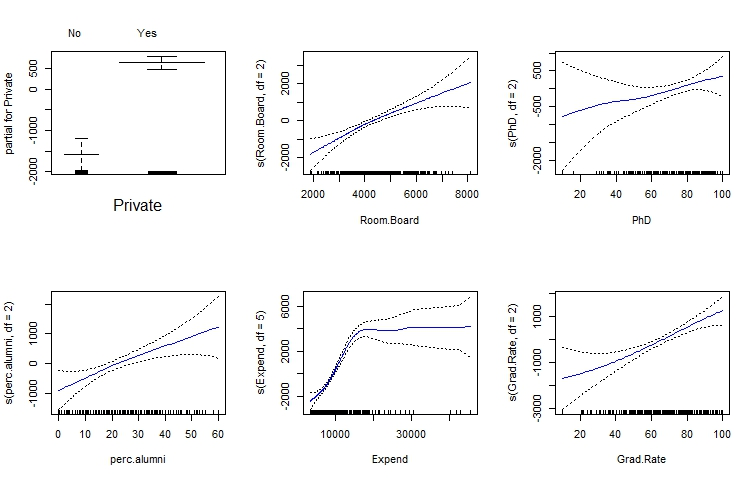 No Yes
partial for Private
500
0
-1000
-2000
Private
s(Room.Board, df = 2)
2000
0
-2000
2000 4000 6000 8000
Room.Board
s(PhD, df = 2)
500
-500
-2000
20 40 60 80 100
PhD
s(perc.alumni, df = 2)
1000
0
-1000
0 10 20 30 40 50 60
perc.alumni
s(Expend, df = 5)
6000
2000
-2000
10000 30000
Expend
s(Grad.Rate, df = 2)
1000
-1000
-3000
20 40 60 80 100
Grad.Rate